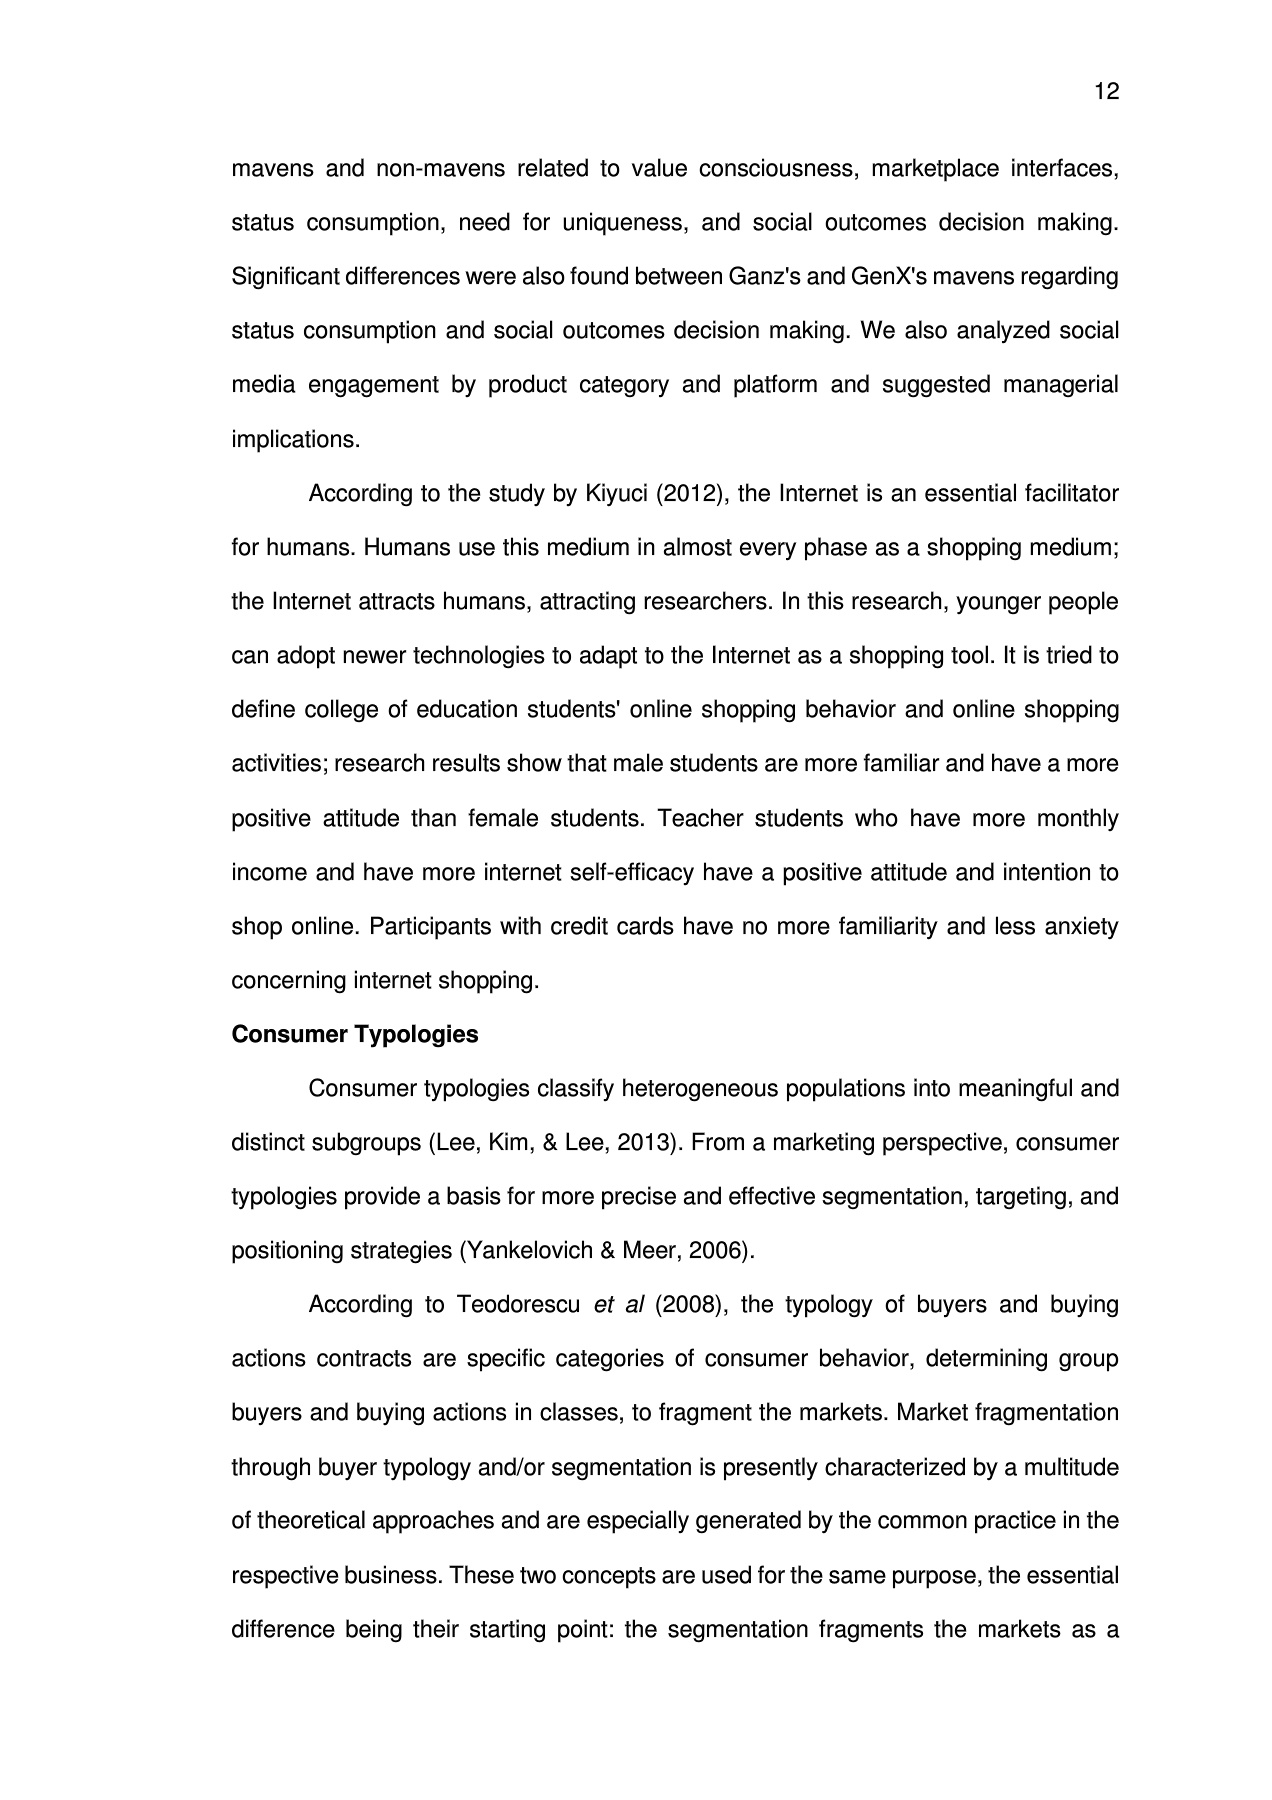 12
mavens and non-mavens related to value consciousness, marketplace interfaces,
status consumption, need for uniqueness, and social outcomes decision making.
Significant differences were also found between Ganz's and GenX's mavens regarding
status consumption and social outcomes decision making. We also analyzed social
media engagement by product category and platform and suggested managerial
implications.
According to the study by Kiyuci (2012), the Internet is an essential facilitator
for humans. Humans use this medium in almost every phase as a shopping medium;
the Internet attracts humans, attracting researchers. In this research, younger people
can adopt newer technologies to adapt to the Internet as a shopping tool. It is tried to
define college of education students' online shopping behavior and online shopping
activities; research results show that male students are more familiar and have a more
positive attitude than female students. Teacher students who have more monthly
income and have more internet self-efficacy have a positive attitude and intention to
shop online. Participants with credit cards have no more familiarity and less anxiety
concerning internet shopping.
Consumer Typologies
Consumer typologies classify heterogeneous populations into meaningful and
distinct subgroups (Lee, Kim, & Lee, 2013). From a marketing perspective, consumer
typologies provide a basis for more precise and effective segmentation, targeting, and
positioning strategies (Yankelovich & Meer, 2006).
According to Teodorescu et al (2008), the typology of buyers and buying
actions contracts are specific categories of consumer behavior, determining group
buyers and buying actions in classes, to fragment the markets. Market fragmentation
through buyer typology and/or segmentation is presently characterized by a multitude
of theoretical approaches and are especially generated by the common practice in the
respective business. These two concepts are used for the same purpose, the essential
difference being their starting point: the segmentation fragments the markets as a